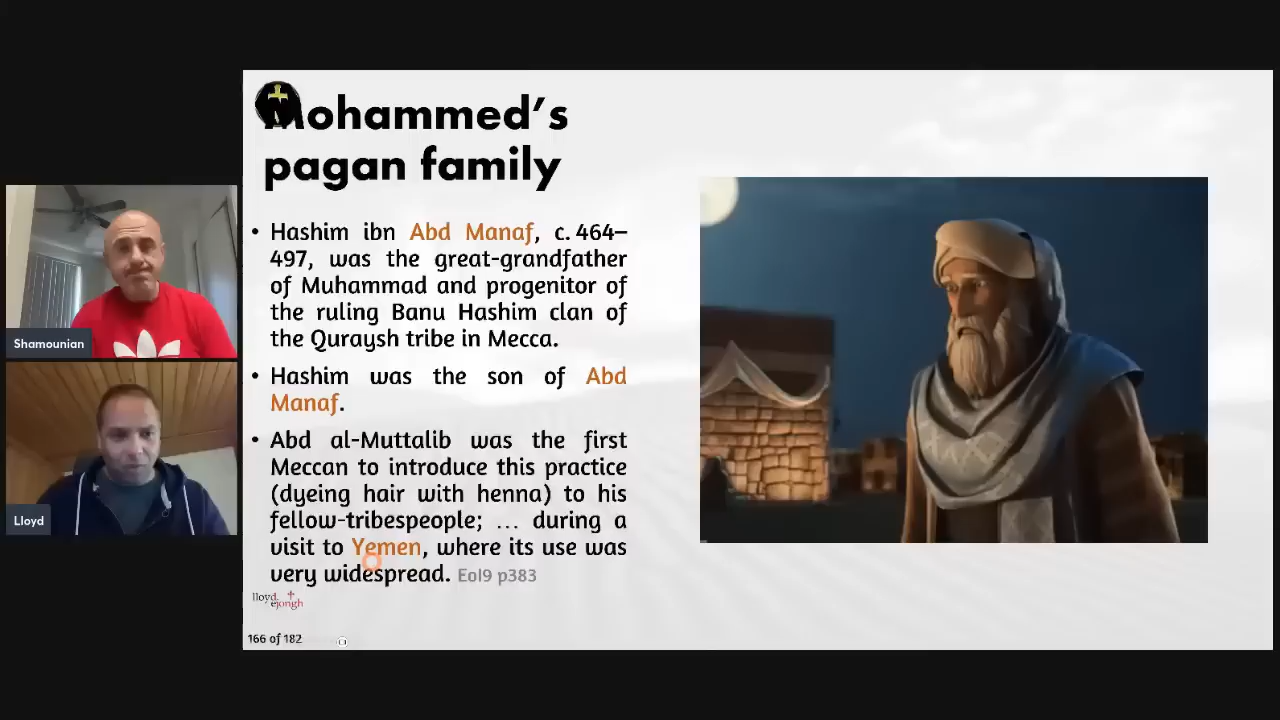 Mohammed's
pagan family
• Hashim ibn Abd Manaf, c. 464–
497, was the great-grandfather
of Muhammad and progenitor of
the ruling Banu Hashim clan of
the Quraysh tribe in Mecca.
• Hashim was the son of Abd
Manaf.
• Abd al-Muttalib was the first
Meccan to introduce this practice
(dyeing hair with henna) to his
fellow-tribespeople; … during a
visit to Yemen, where its use was
very widespread. EoI9 p383
lloyd
ejongh
166 of 182
Shamounian
Lloyd